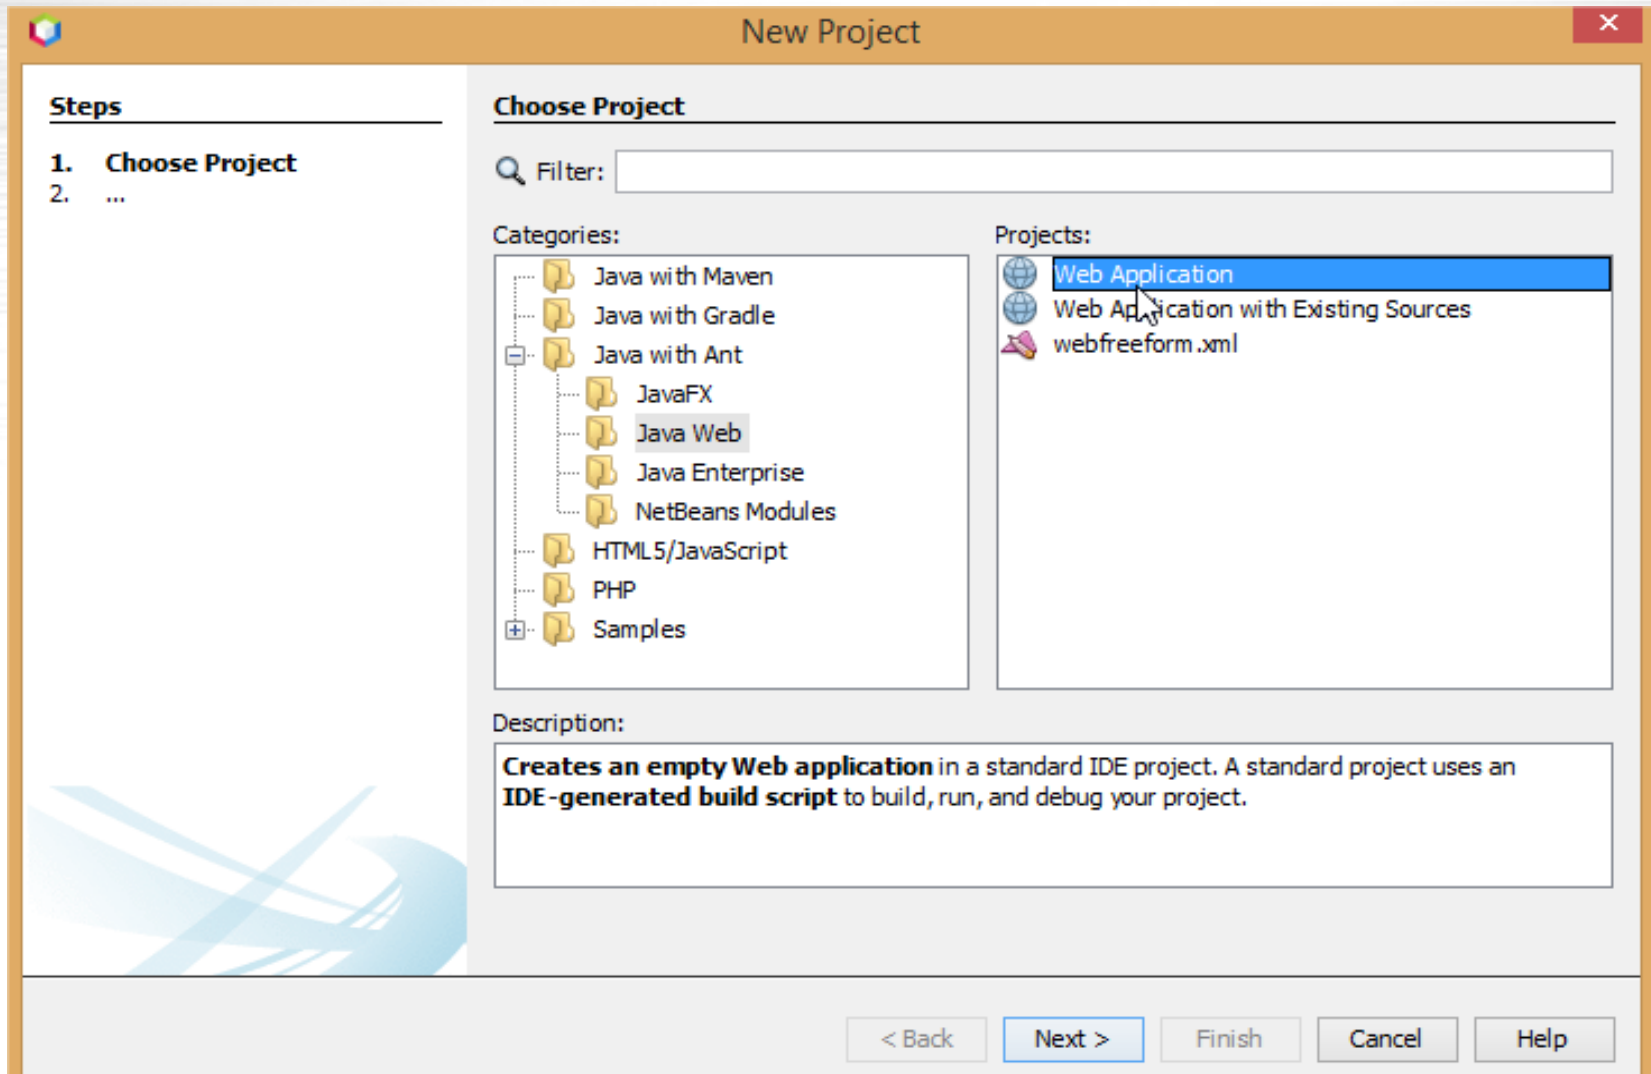 New Project
Steps
1. Choose Project
2. ...
Choose Project
Filter:
Categories:
Java with Maven
Java with Gradle
Java with Ant
JavaFX
Java Web
Java Enterprise
NetBeans Modules
HTML5/JavaScript
PHP
Samples
Projects:
Web Application
Web Application with Existing Sources
webfreeform.xml
Description:
Creates an empty Web application in a standard IDE project. A standard project uses an
IDE-generated build script to build, run, and debug your project.
< Back
Next >
Finish
Cancel
Help